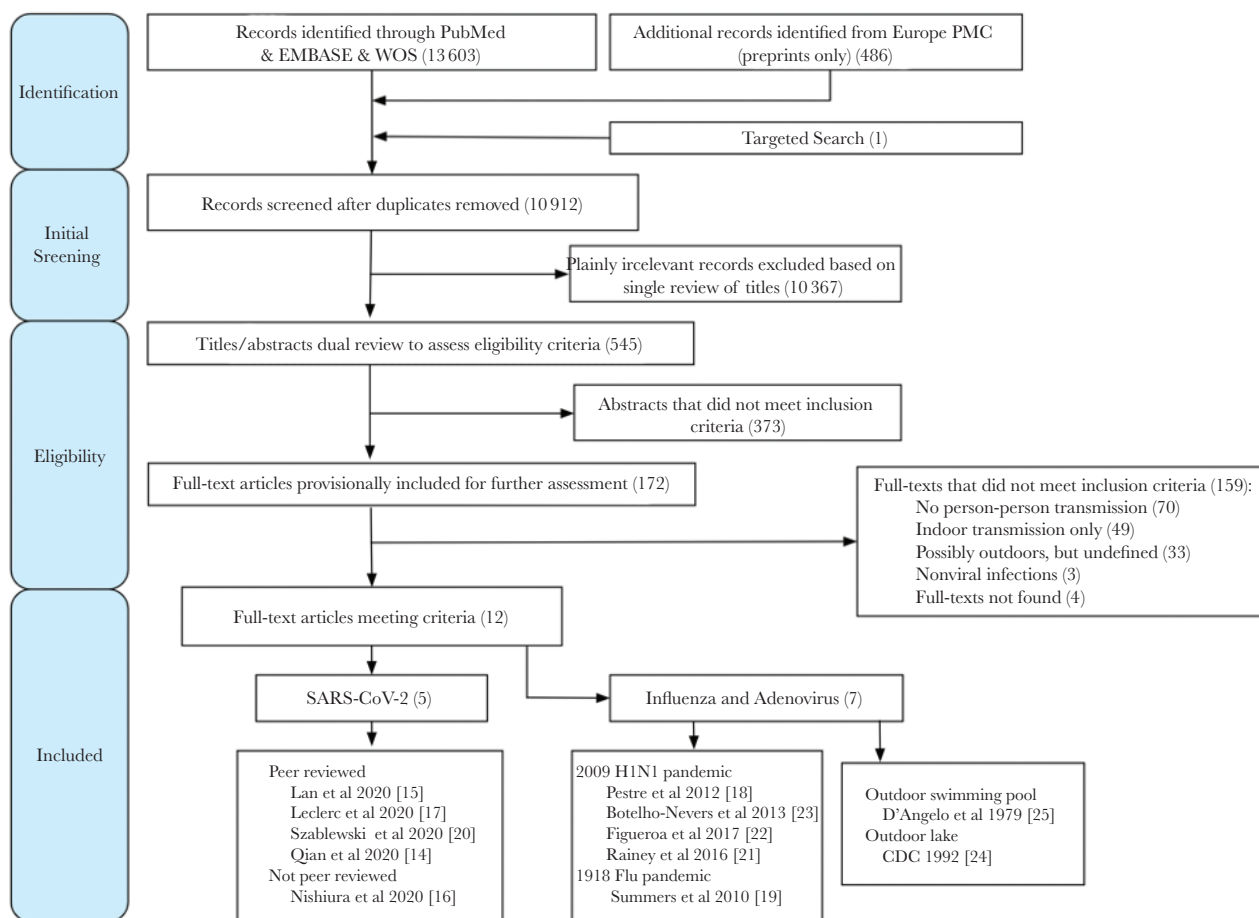 Identification
Records identified through PubMed
& EMBASE & WOS (13 603)
Additional records identified from Europe PMC
(preprints only) (486)
Targeted Search (1)
Initial
Sreening
Records screened after duplicates removed (10 912)
Plainly ircelevant records excluded based on
single review of titles (10 367)
Eligibility
Titles/abstracts dual review to assess eligibility criteria (545)
Abstracts that did not meet inclusion
criteria (373)
Full-text articles provisionally included for further assessment (172)
Full-texts that did not meet inclusion criteria (159):
No person-person transmission (70)
Indoor transmission only (49)
Possibly outdoors, but undefined (33)
Nonviral infections (3)
Full-texts not found (4)
Included
Full-text articles meeting criteria (12)
SARS-CoV-2 (5)
Influenza and Adenovirus (7)
Peer reviewed
Lan et al 2020 [15]
Leclerc et al 2020 [17]
Szablewski et al 2020 [20]
Qian et al 2020 [14]
Not peer reviewed
Nishiura et al 2020 [16]
2009 H1N1 pandemic
Pestre et al 2012 [18]
Botelho-Nevers et al 2013 [23]
Figueroa et al 2017 [22]
Rainey et al 2016 [21]
1918 Flu pandemic
Summers et al 2010 [19]
Outdoor swimming pool
D'Angelo et al 1979 [25]
Outdoor lake
CDC 1992 [24]